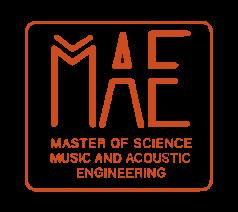 MAE
MASTER OF SCIENCE
MUSIC AND ACOUSTIC
ENGINEERING